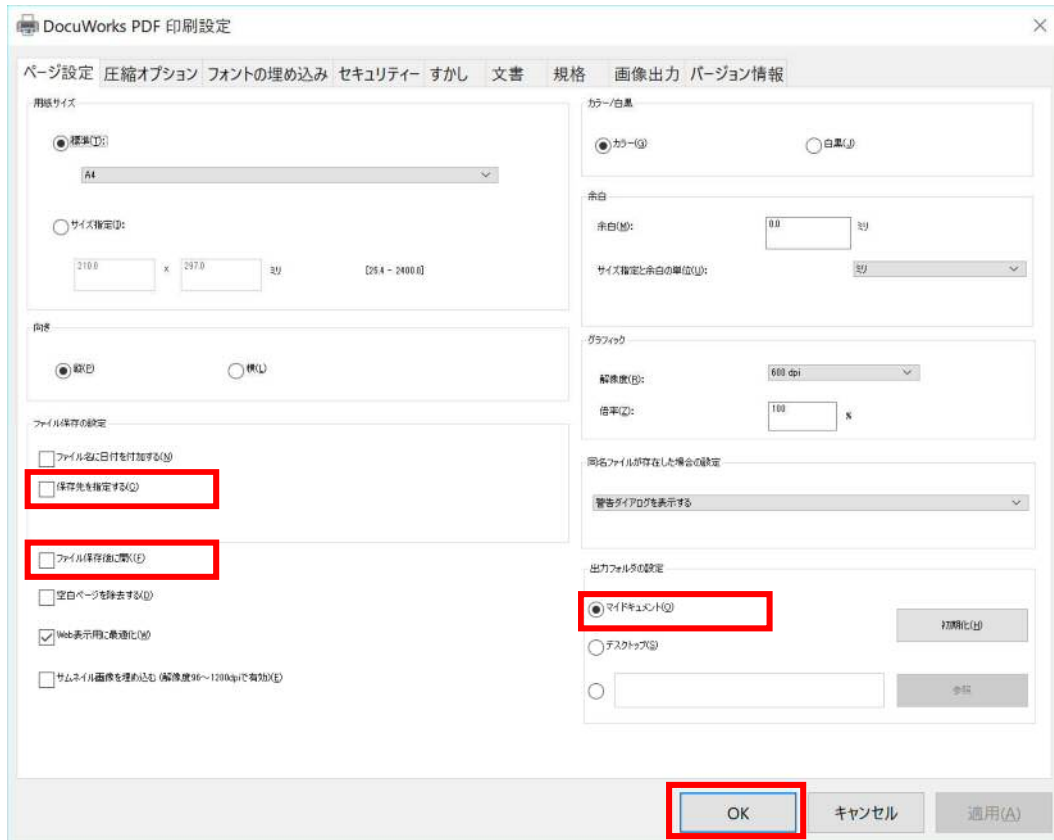 DocuWorks PDF 印刷設定
ページ設定 圧縮オプション フォントの埋め込み セキュリティー すかし 文書 規格 画像出力 バージョン情報
用紙サイズ
標準(T):
A4
サイズ指定(I):
210.0 x 297.0 ミリ [25.4 - 2400.0]
向き
縦(P) 横(L)
ファイル保存の設定
ファイル名に日付を付加する(N)
保存先を指定する(C)
ファイル保存後に開く(F)
空白ページを除去する(D)
Web表示用に最適化(W)
サムネイル画像を埋め込む(解像度96～1200dpiで有効)(E)
カラー/白黒
カラー(G) 白黒(J)
余白
余白(M): 0.0 ミリ
サイズ指定と余白の単位(U): ミリ
グラフィック
解像度(R): 600 dpi
倍率(Z): 100 %
同名ファイルが存在した場合の設定
警告ダイアログを表示する
出力フォルダの設定
マイドキュメント(O)
初期化(H)
デスクトップ(S)
参照
OK キャンセル 適用(A)